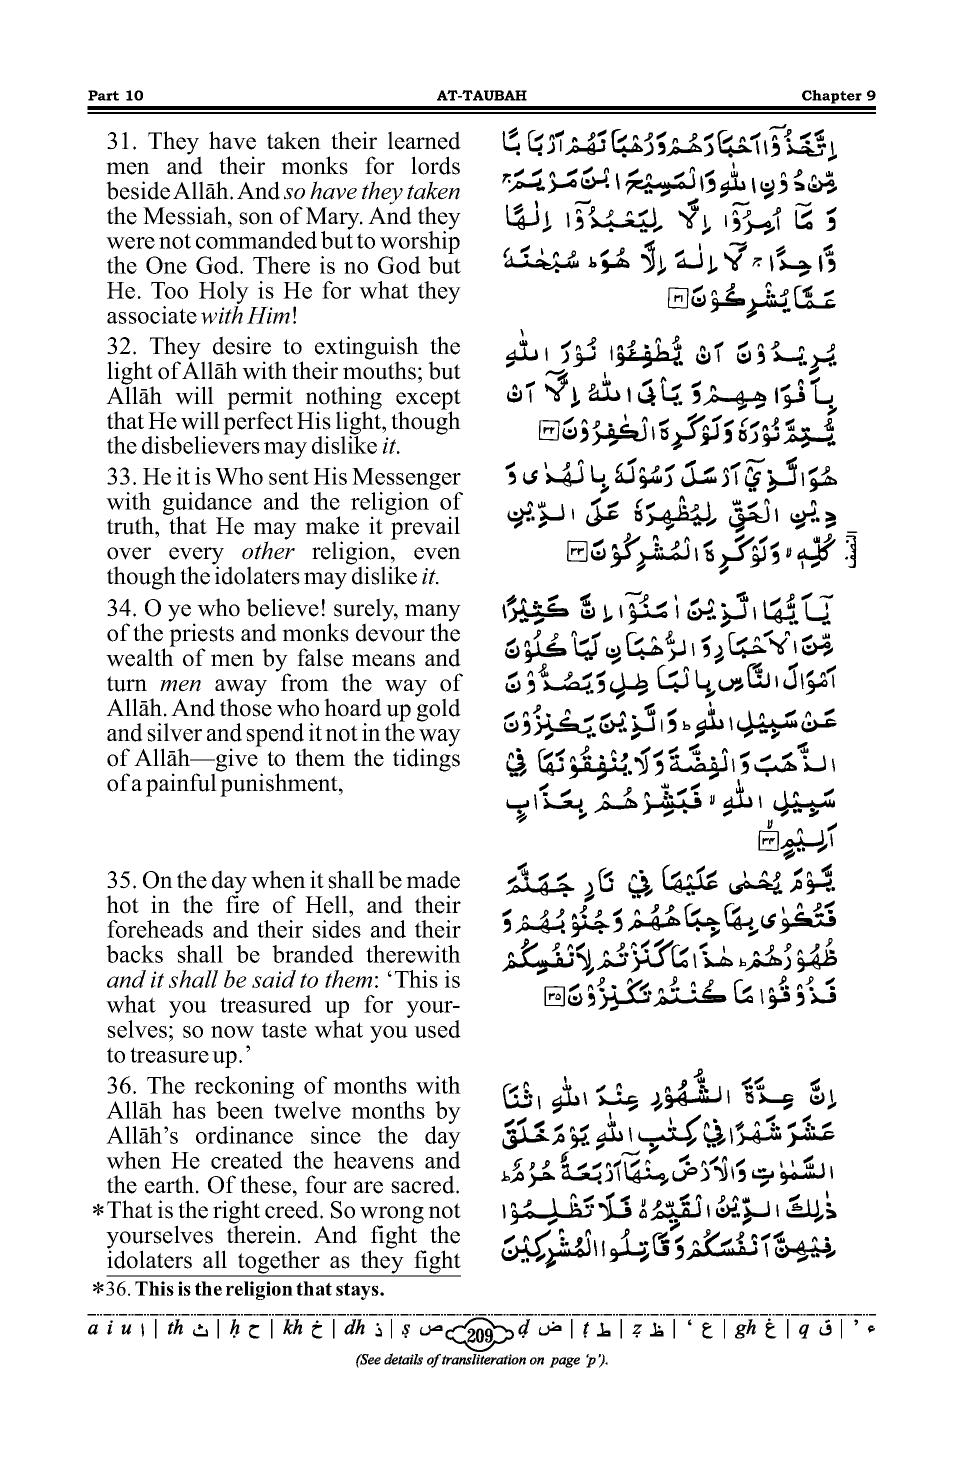 Part 10 AT-TAUBAH Chapter 9
31. They have taken their learned
men and their monks for lords
beside Allāh. And so have they taken
the Messiah, son of Mary. And they
were not commanded but to worship
the One God. There is no God but
He. Too Holy is He for what they
associate with Him!
32. They desire to extinguish the
light of Allāh with their mouths; but
Allāh will permit nothing except
that He will perfect His light, though
the disbelievers may dislike it.
33. He it is Who sent His Messenger
with guidance and the religion of
truth, that He may make it prevail
over every other religion, even
though the idolaters may dislike it.
34. O ye who believe! surely, many
of the priests and monks devour the
wealth of men by false means and
turn men away from the way of
Allāh. And those who hoard up gold
and silver and spend it not in the way
of Allāh—give to them the tidings
of a painful punishment,
35. On the day when it shall be made
hot in the fire of Hell, and their
foreheads and their sides and their
backs shall be branded therewith
and it shall be said to them: ‘This is
what you treasured up for your-
selves; so now taste what you used
to treasure up.’
36. The reckoning of months with
Allāh has been twelve months by
Allāh’s ordinance since the day
when He created the heavens and
the earth. Of these, four are sacred.
*That is the right creed. So wrong not
yourselves therein. And fight the
idolaters all together as they fight
اِتَّخَذُوْٓا اَحْبَارَهُمْ وَ رُهْبَانَهُمْ اَرْبَابًا
مِّنْ دُوْنِ اللّٰهِ وَ الْمَسِيْحَ ابْنَ مَرْيَمَ ۚ
وَ مَاۤ اُمِرُوْٓا اِلَّا لِيَعْبُدُوْٓا اِلٰهًا
وَّاحِدًا ۚ لَاۤ اِلٰهَ اِلَّا هُوَ ؕ سُبْحٰنَهٗ
عَمَّا يُشْرِكُوْنَ ۳۱
يُرِيْدُوْنَ اَنْ يُّطْفِـُٔوْا نُوْرَ اللّٰهِ
بِاَفْوَاهِهِمْ وَ يَاْبَى اللّٰهُ اِلَّاۤ اَنْ
يُّتِمَّ نُوْرَهٗ وَ لَوْ كَرِهَ الْكٰفِرُوْنَ ۳۲
هُوَ الَّذِيْٓ اَرْسَلَ رَسُوْلَهٗ بِالْهُدٰى وَ
دِيْنِ الْحَقِّ لِيُظْهِرَهٗ عَلَى الدِّيْنِ
كُلِّهٖ ۙ وَ لَوْ كَرِهَ الْمُشْرِكُوْنَ ۳۳
النصف
يٰۤاَيُّهَا الَّذِيْنَ اٰمَنُوْٓا اِنَّ كَثِيْرًا
مِّنَ الْاَحْبَارِ وَ الرُّهْبَانِ لَيَاْكُلُوْنَ
اَمْوَالَ النَّاسِ بِالْبَاطِلِ وَ يَصُدُّوْنَ
عَنْ سَبِيْلِ اللّٰهِ ؕ وَ الَّذِيْنَ يَكْنِزُوْنَ
الذَّهَبَ وَ الْفِضَّةَ وَ لَا يُنْفِقُوْنَهَا فِيْ
سَبِيْلِ اللّٰهِ ۙ فَبَشِّرْهُمْ بِعَذَابٍ
اَلِيْمٍ ۙ ۳۴
يَّوْمَ يُحْمٰى عَلَيْهَا فِيْ نَارِ جَهَنَّمَ
فَتُكْوٰى بِهَا جِبَاهُهُمْ وَ جُنُوْبُهُمْ وَ
ظُهُوْرُهُمْ ؕ هٰذَا مَا كَنَزْتُمْ لِاَنْفُسِكُمْ
فَذُوْقُوْا مَا كُنْتُمْ تَكْنِزُوْنَ ۳۵
اِنَّ عِدَّةَ الشُّهُوْرِ عِنْدَ اللّٰهِ اثْنَا
عَشَرَ شَهْرًا فِيْ كِتٰبِ اللّٰهِ يَوْمَ خَلَقَ
السَّمٰوٰتِ وَ الْاَرْضَ مِنْهَاۤ اَرْبَعَةٌ حُرُمٌ ؕ
ذٰلِكَ الدِّيْنُ الْقَيِّمُ ۙ فَلَا تَظْلِمُوْا
فِيْهِنَّ اَنْفُسَكُمْ وَ قَاتِلُوا الْمُشْرِكِيْنَ
*36. This is the religion that stays.
a i u ا | th ث | ḥ ح | kh خ | dh ذ | ṣ ص 209 ḍ ض | ṭ ط | ẓ ظ | ‘ ع | gh غ | q ق | ’ ء
(See details of transliteration on page ‘p’).